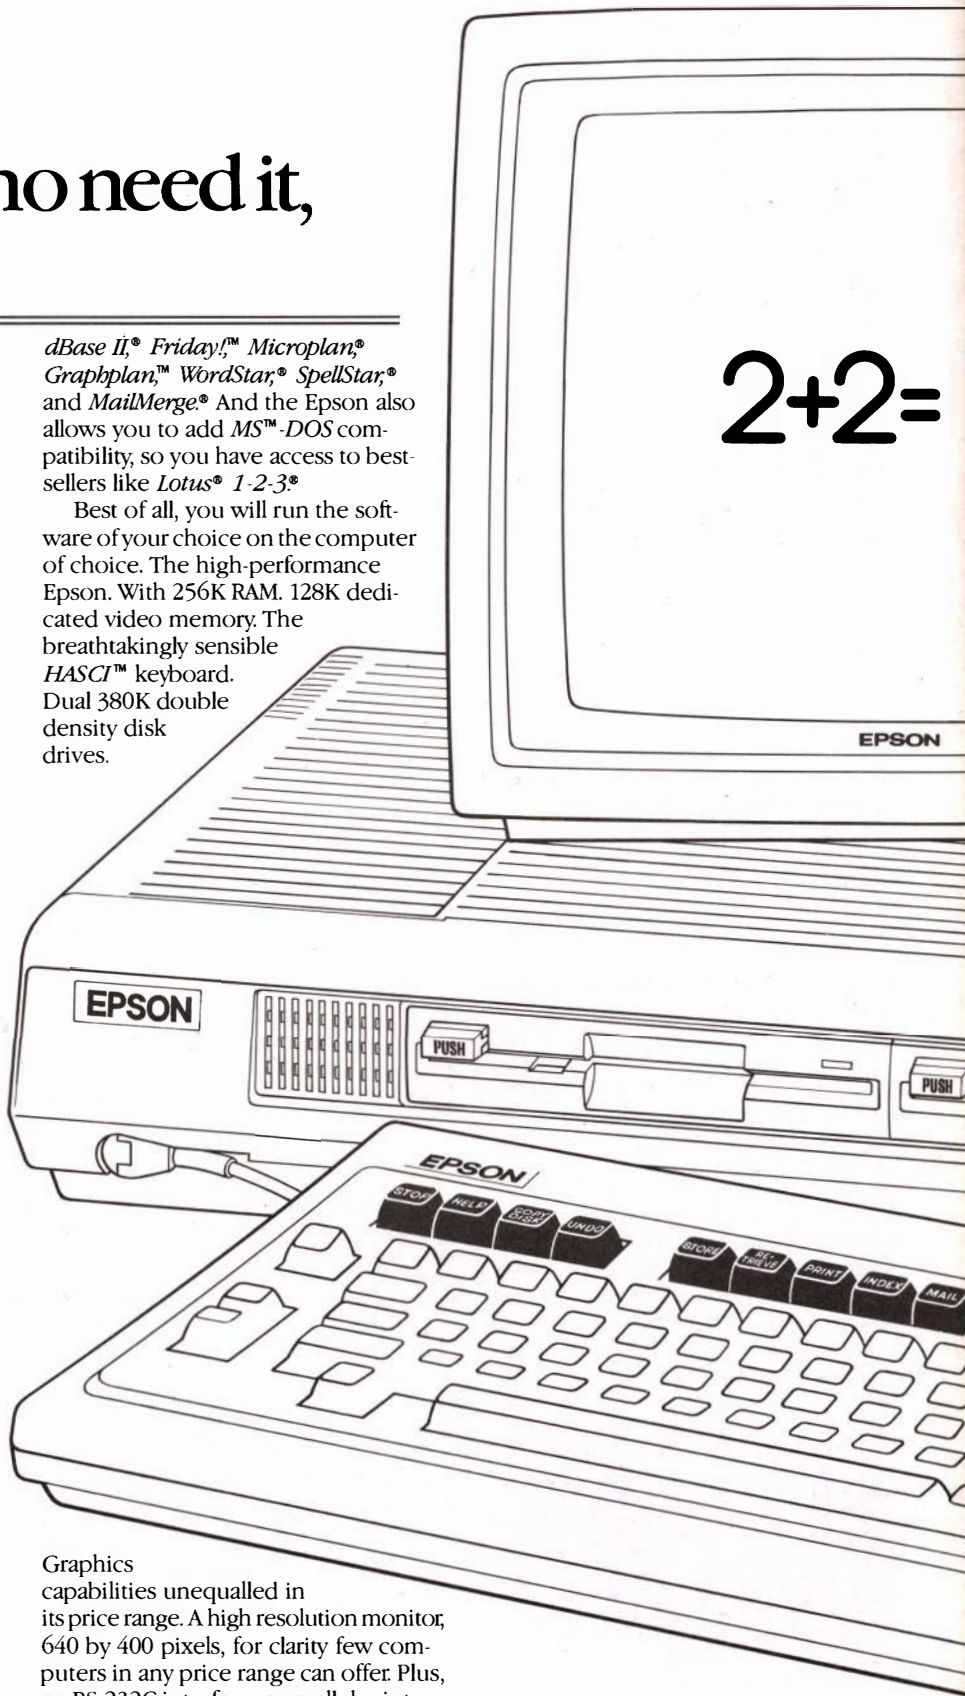 no need it,
dBase II,® Friday!,™ Microplan,®
Graphplan,™ WordStar,® SpellStar,®
and MailMerge.® And the Epson also
allows you to add MS™-DOS com-
patibility, so you have access to best-
sellers like Lotus® 1-2-3.®
Best of all, you will run the soft-
ware of your choice on the computer
of choice. The high-performance
Epson. With 256K RAM. 128K dedi-
cated video memory. The
breathtakingly sensible
HASCI™ keyboard.
Dual 380K double
density disk
drives.
2+2=
EPSON
EPSON
PUSH
PUSH
EPSON
STOP HELP COPY DISK UNDO STORE RE-TRIEVE PRINT INDEX MAIL
Graphics
capabilities unequalled in
its price range. A high resolution monitor,
640 by 400 pixels, for clarity few com-
puters in any price range can offer. Plus,
RS-232C